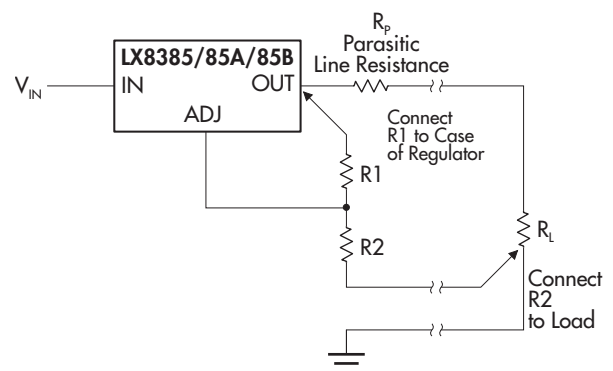 LX8385/85A/85B
IN
OUT
ADJ
V_IN
R_P
Parasitic
Line Resistance
Connect
R1 to Case
of Regulator
R1
R2
R_L
Connect
R2
to Load